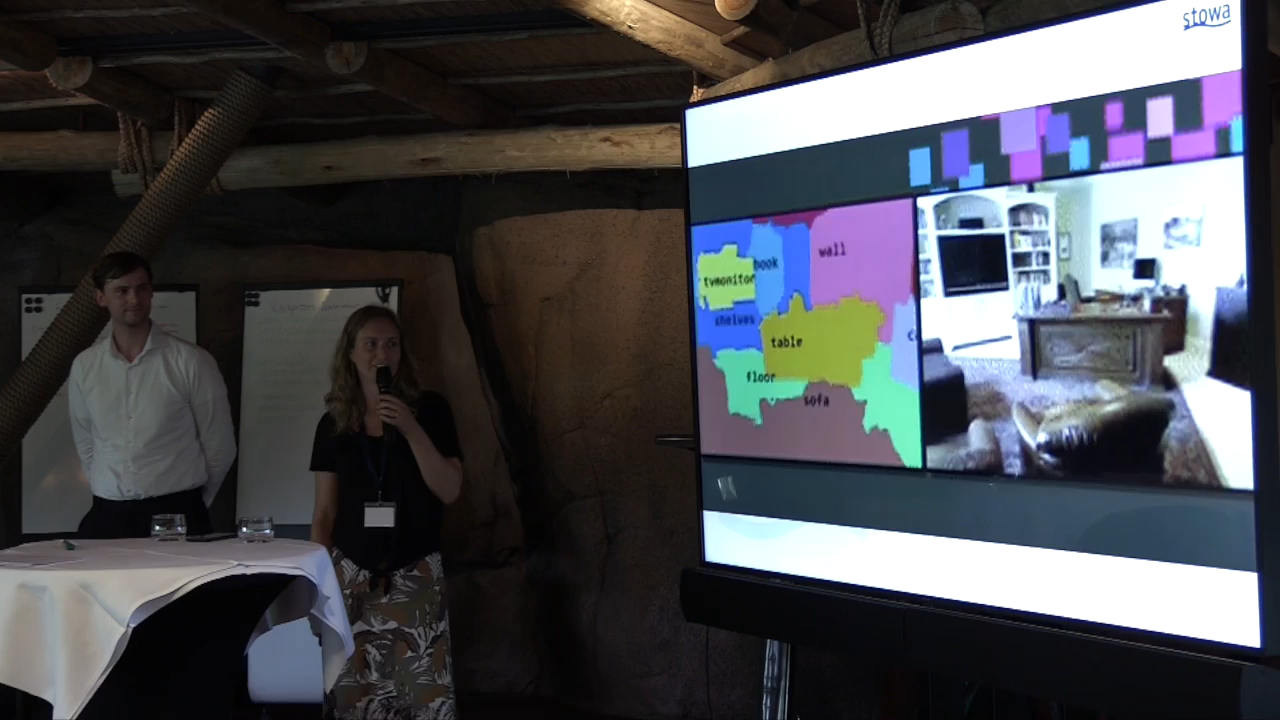 stowa
wall
book
tvmonitor
shelves
table
floor
sofa